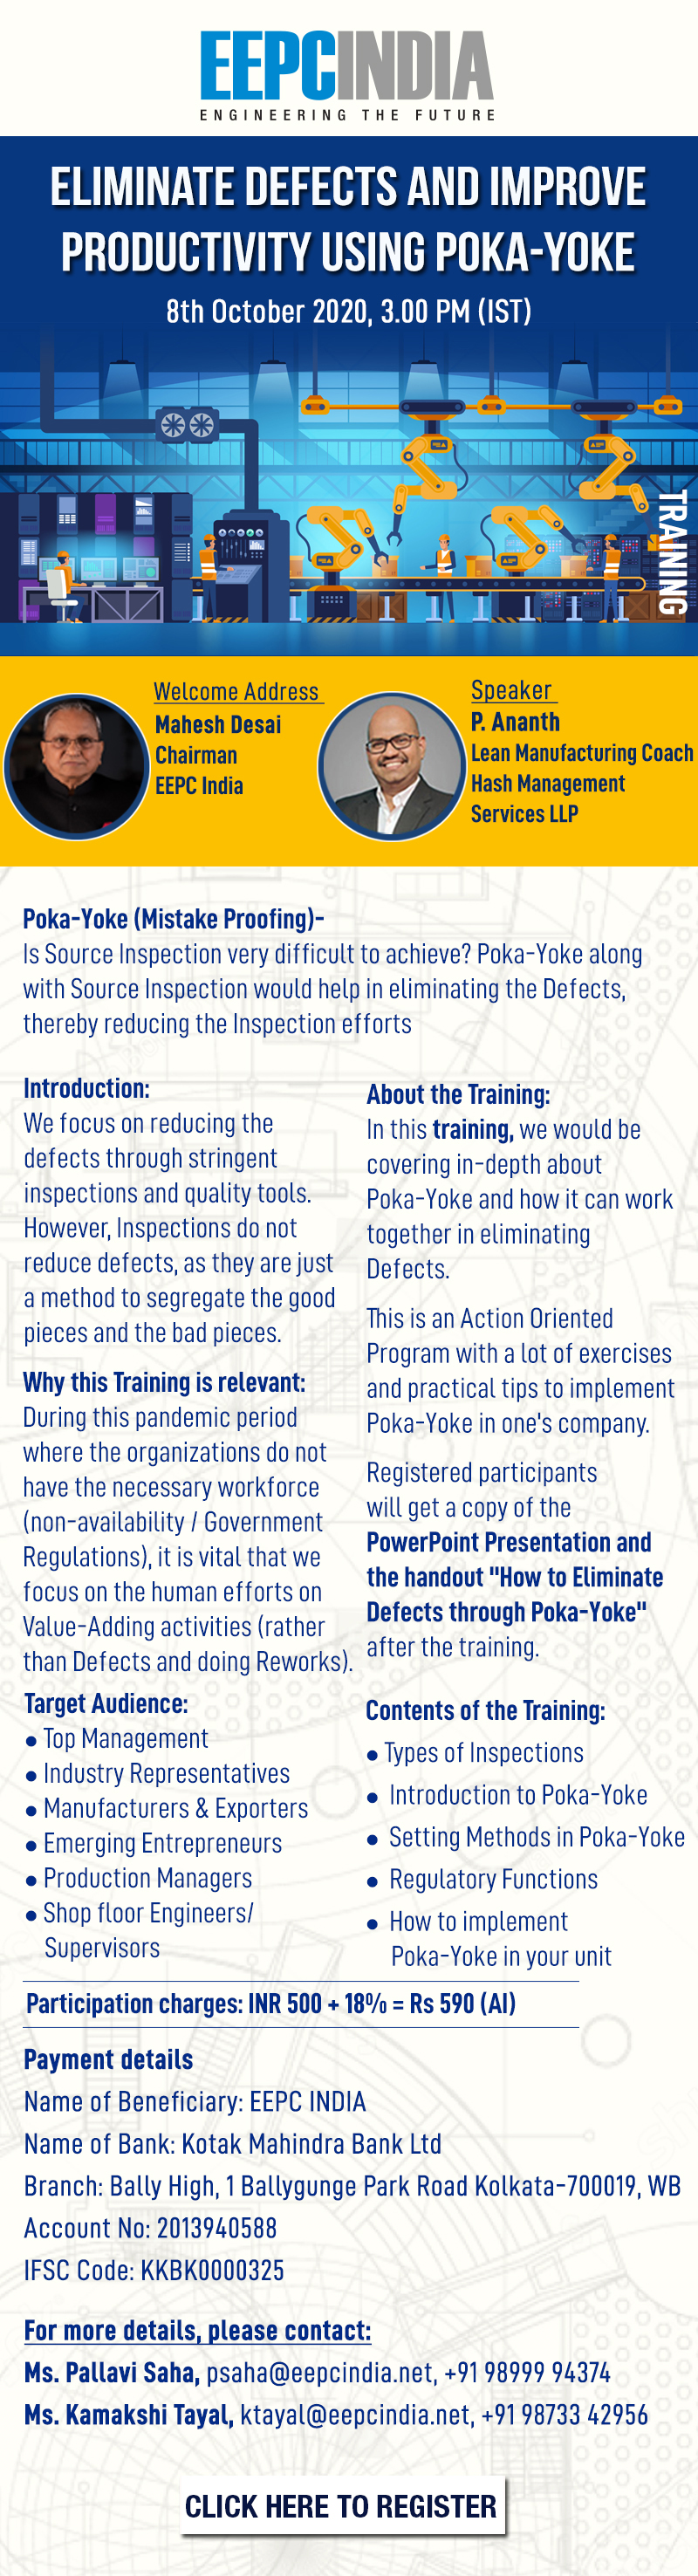 EEPCINDIA
ENGINEERING THE FUTURE
ELIMINATE DEFECTS AND IMPROVE
PRODUCTIVITY USING POKA-YOKE
8th October 2020, 3.00 PM (IST)
TRAINING
Welcome Address
Mahesh Desai
Chairman
EEPC India
Speaker
P. Ananth
Lean Manufacturing Coach
Hash Management
Services LLP
Poka-Yoke (Mistake Proofing)-
Is Source Inspection very difficult to achieve? Poka-Yoke along
with Source Inspection would help in eliminating the Defects,
thereby reducing the Inspection efforts
Introduction:
We focus on reducing the
defects through stringent
inspections and quality tools.
However, Inspections do not
reduce defects, as they are just
a method to segregate the good
pieces and the bad pieces.
Why this Training is relevant:
During this pandemic period
where the organizations do not
have the necessary workforce
(non-availability / Government
Regulations), it is vital that we
focus on the human efforts on
Value-Adding activities (rather
than Defects and doing Reworks).
Target Audience:
● Top Management
● Industry Representatives
● Manufacturers & Exporters
● Emerging Entrepreneurs
● Production Managers
● Shop floor Engineers/
Supervisors
About the Training:
In this training, we would be
covering in-depth about
Poka-Yoke and how it can work
together in eliminating
Defects.
This is an Action Oriented
Program with a lot of exercises
and practical tips to implement
Poka-Yoke in one's company.
Registered participants
will get a copy of the
PowerPoint Presentation and
the handout "How to Eliminate
Defects through Poka-Yoke"
after the training.
Contents of the Training:
● Types of Inspections
● Introduction to Poka-Yoke
● Setting Methods in Poka-Yoke
● Regulatory Functions
● How to implement
Poka-Yoke in your unit
Participation charges: INR 500 + 18% = Rs 590 (AI)
Payment details
Name of Beneficiary: EEPC INDIA
Name of Bank: Kotak Mahindra Bank Ltd
Branch: Bally High, 1 Ballygunge Park Road Kolkata-700019, WB
Account No: 2013940588
IFSC Code: KKBK0000325
For more details, please contact:
Ms. Pallavi Saha, psaha@eepcindia.net, +91 98999 94374
Ms. Kamakshi Tayal, ktayal@eepcindia.net, +91 98733 42956
CLICK HERE TO REGISTER